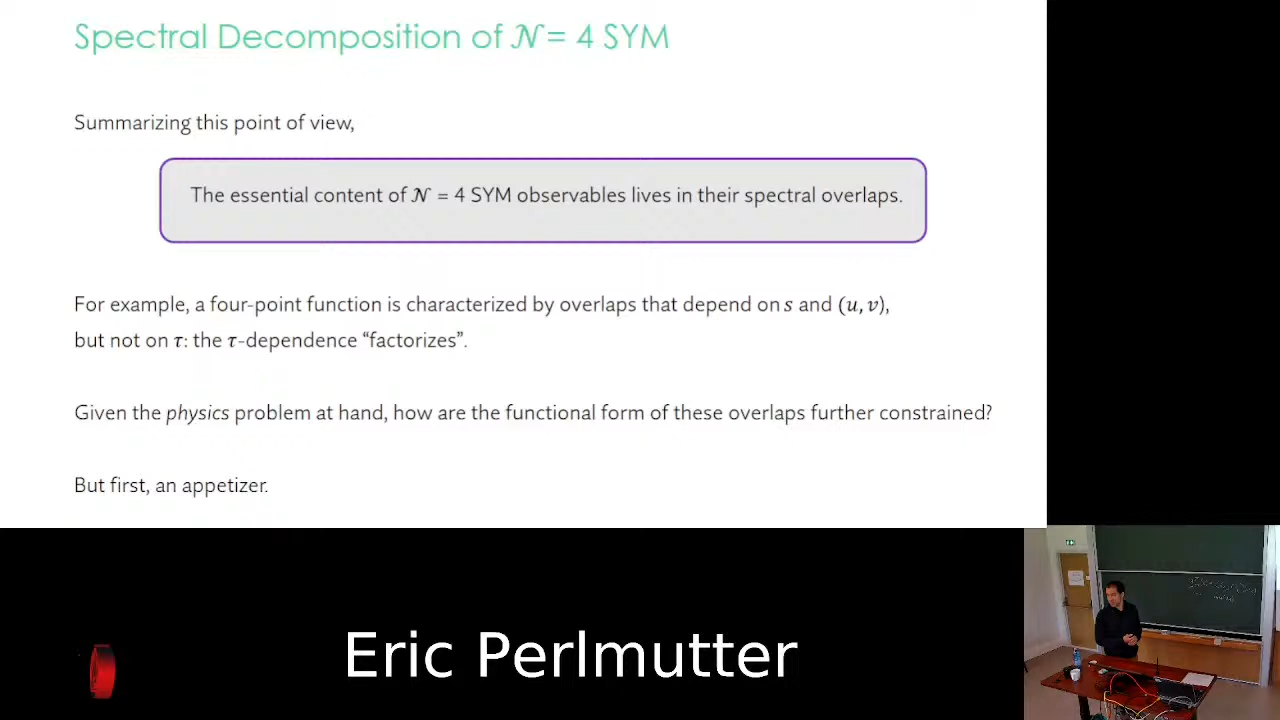 Spectral Decomposition of 𝒩 = 4 SYM
Summarizing this point of view,
The essential content of 𝒩 = 4 SYM observables lives in their spectral overlaps.
For example, a four-point function is characterized by overlaps that depend on s and (u, v),
but not on τ: the τ-dependence “factorizes”.
Given the physics problem at hand, how are the functional form of these overlaps further constrained?
But first, an appetizer.
Eric Perlmutter